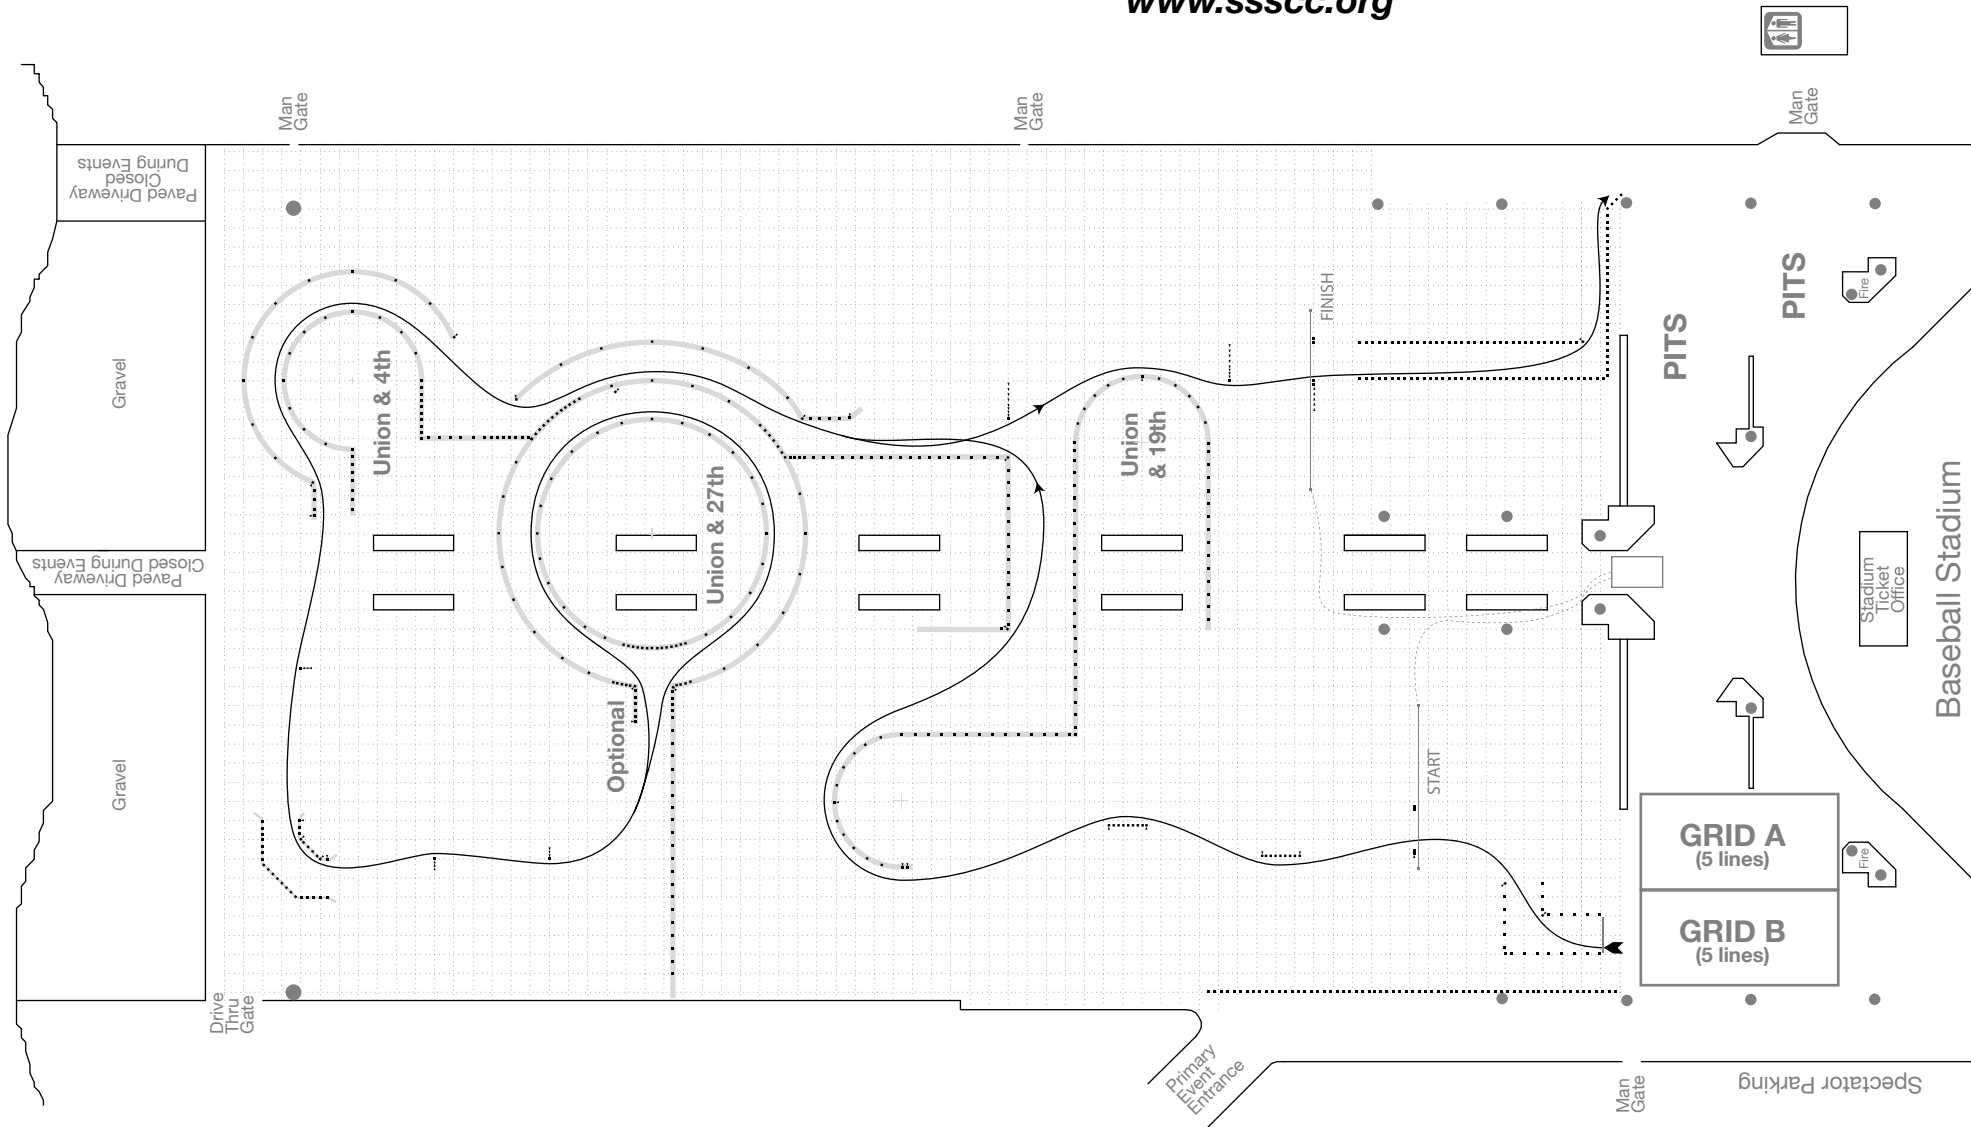 www.ssscc.org
Man
Gate
Man
Gate
Man
Gate
Paved Driveway
Closed
During Events
Gravel
Union & 4th
Union & 27th
Union
& 19th
FINISH
PITS
PITS
Fire
Paved Driveway
Closed During Events
Stadium
Ticket
Office
Baseball Stadium
Gravel
Optional
START
GRID A
(5 lines)
GRID B
(5 lines)
Fire
Drive
Thru
Gate
Primary
Event
Entrance
Man
Gate
Spectator Parking